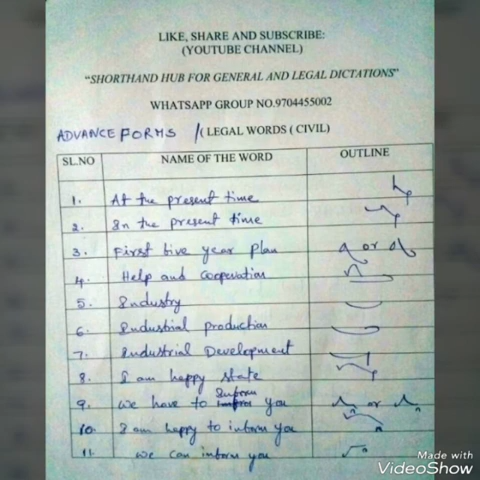 LIKE, SHARE AND SUBSCRIBE:
(YOUTUBE CHANNEL)
“SHORTHAND HUB FOR GENERAL AND LEGAL DICTATIONS”
WHATSAPP GROUP NO.9704455002
ADVANCE FORMS /( LEGAL WORDS ( CIVIL)
SL.NO NAME OF THE WORD OUTLINE
1. At the present time
2. In the present time
3. First five year plan or
4. Help and Cooperation
5. Industry
6. Industrial production
7. Industrial Development
8. I am happy state
9. We have to Inform you or
10. I am happy to inform you
11. We can inform you
Made with
VideoShow